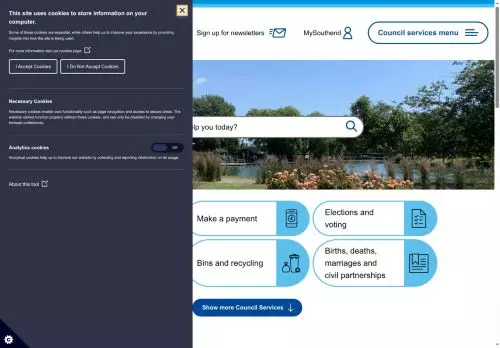 This site uses cookies to store information on your
computer.
Some of these cookies are essential, while others help us to improve your experience by providing
insights into how the site is being used.
For more information visit our cookies page
I Accept Cookies
I Do Not Accept Cookies
Necessary Cookies
Necessary cookies enable core functionality such as page navigation and access to secure areas. The
website cannot function properly without these cookies, and can only be disabled by changing your
browser preferences.
Analytics cookies
Off
Analytical cookies help us to improve our website by collecting and reporting information on its usage.
About this tool
Sign up for newsletters
MySouthend
Council services menu
lp you today?
Make a payment
Elections and
voting
Bins and recycling
Births, deaths,
marriages and
civil partnerships
Show more Council Services